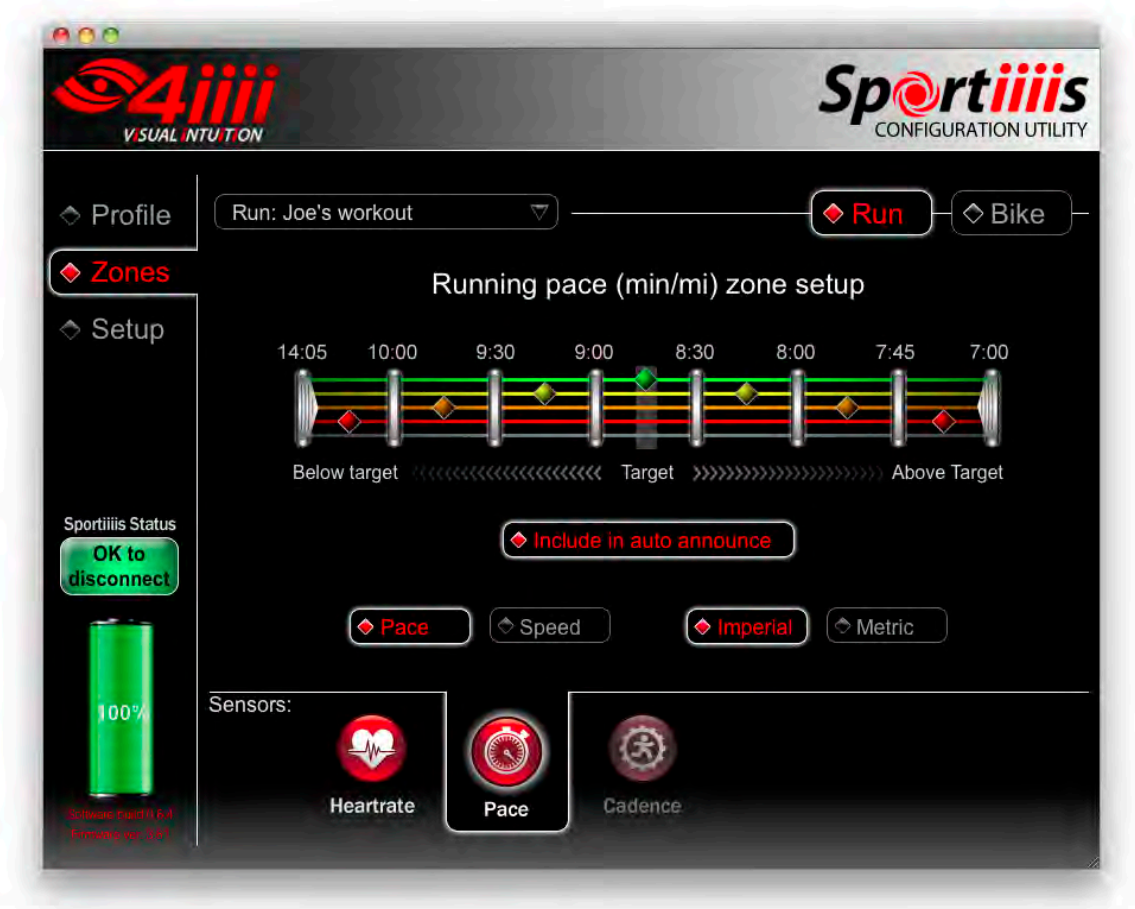 4iiii
VISUAL INTUITION
Sportiiiis
CONFIGURATION UTILITY
Profile
Zones
Setup
Run: Joe's workout
Run
Bike
Running pace (min/mi) zone setup
14:05 10:00 9:30 9:00 8:30 8:00 7:45 7:00
Below target
Target
Above Target
Include in auto announce
Pace
Speed
Imperial
Metric
Sportiiiis Status
OK to
disconnect
100%
Sensors:
Heartrate
Pace
Cadence